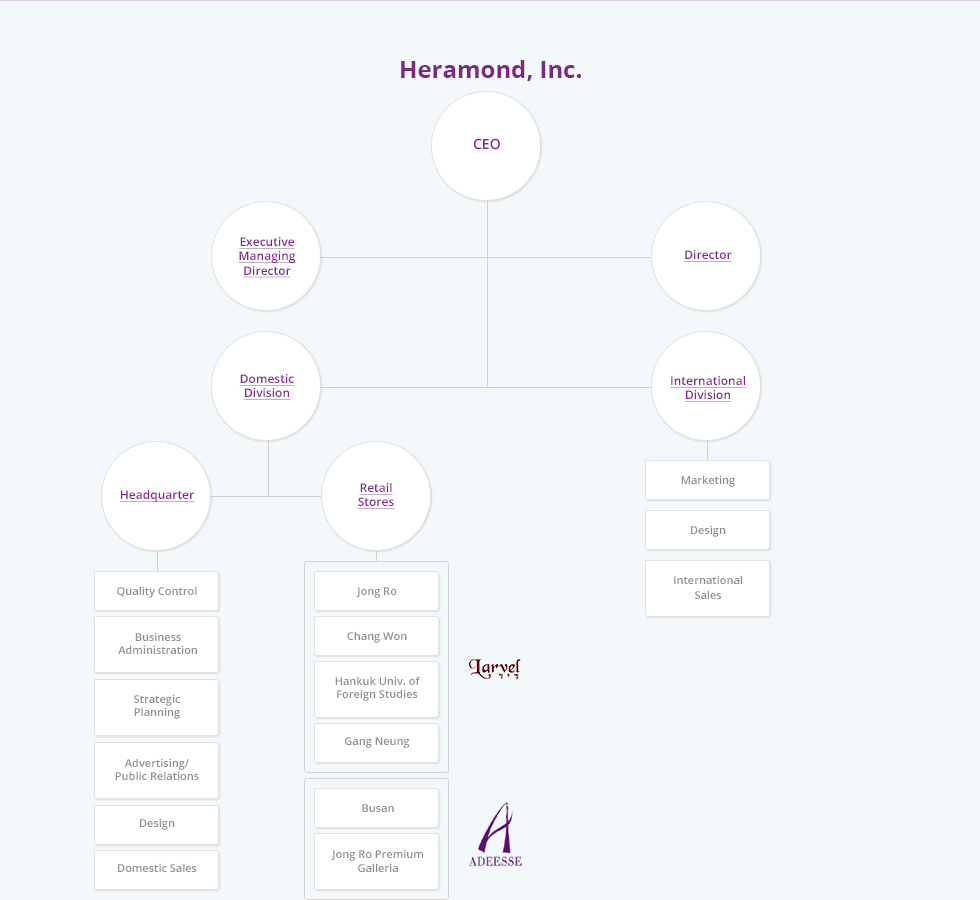 Heramond, Inc.
CEO
Executive
Managing
Director
Director
Domestic
Division
International
Division
Headquarter
Retail
Stores
Quality Control
Business
Administration
Strategic
Planning
Advertising/
Public Relations
Design
Domestic Sales
Jong Ro
Chang Won
Hankuk Univ. of
Foreign Studies
Gang Neung
Larvel
Busan
Jong Ro Premium
Galleria
ADEESSE
Marketing
Design
International
Sales